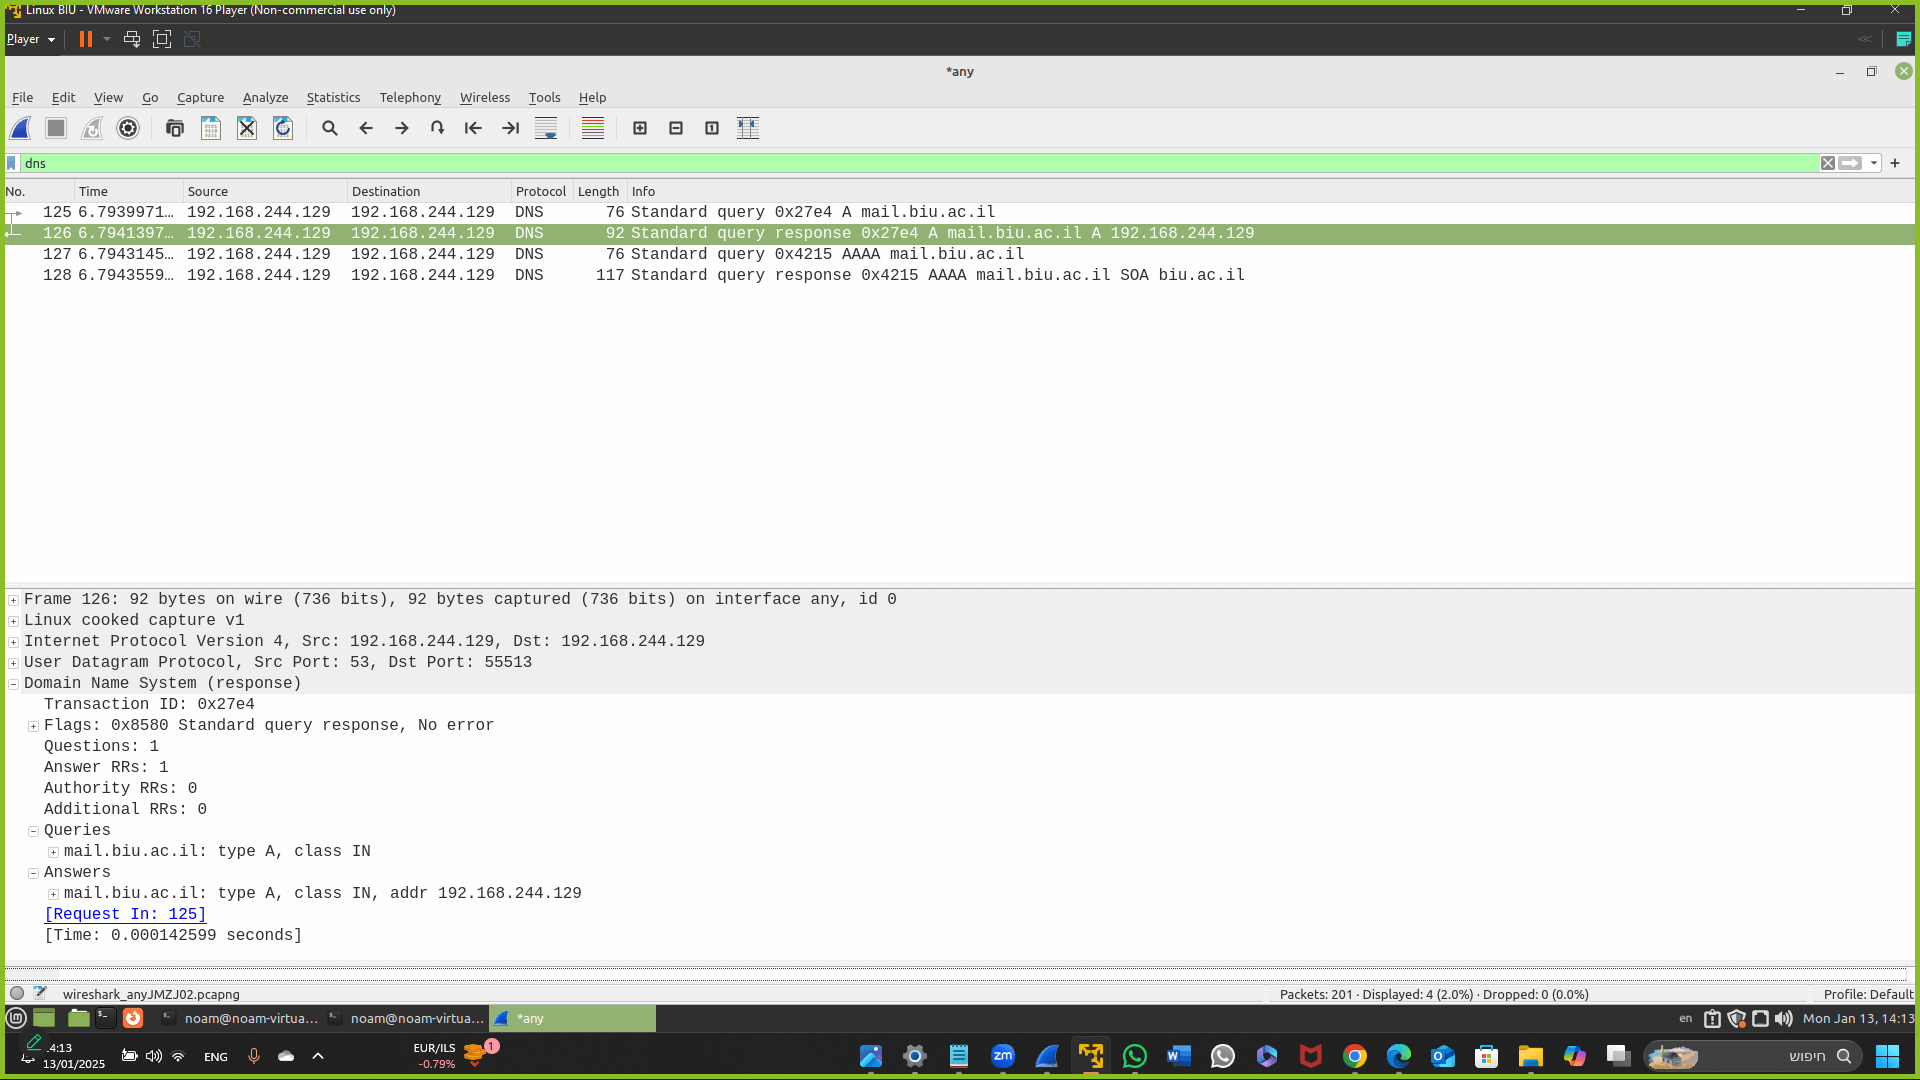 Linux BIU - VMware Workstation 16 Player (Non-commercial use only)
Player
*any
File Edit View Go Capture Analyze Statistics Telephony Wireless Tools Help
dns
No. Time Source Destination Protocol Length Info
125 6.7939971… 192.168.244.129 192.168.244.129 DNS 76 Standard query 0x27e4 A mail.biu.ac.il
126 6.7941397… 192.168.244.129 192.168.244.129 DNS 92 Standard query response 0x27e4 A mail.biu.ac.il A 192.168.244.129
127 6.7943145… 192.168.244.129 192.168.244.129 DNS 76 Standard query 0x4215 AAAA mail.biu.ac.il
128 6.7943559… 192.168.244.129 192.168.244.129 DNS 117 Standard query response 0x4215 AAAA mail.biu.ac.il SOA biu.ac.il
Frame 126: 92 bytes on wire (736 bits), 92 bytes captured (736 bits) on interface any, id 0
Linux cooked capture v1
Internet Protocol Version 4, Src: 192.168.244.129, Dst: 192.168.244.129
User Datagram Protocol, Src Port: 53, Dst Port: 55513
Domain Name System (response)
Transaction ID: 0x27e4
Flags: 0x8580 Standard query response, No error
Questions: 1
Answer RRs: 1
Authority RRs: 0
Additional RRs: 0
Queries
mail.biu.ac.il: type A, class IN
Answers
mail.biu.ac.il: type A, class IN, addr 192.168.244.129
[Request In: 125]
[Time: 0.000142599 seconds]
wireshark_anyJMZJ02.pcapng Packets: 201 · Displayed: 4 (2.0%) · Dropped: 0 (0.0%) Profile: Default
noam@noam-virtua… noam@noam-virtua… *any en Mon Jan 13, 14:13
14:13 ENG EUR/ILS 1 zm חיפוש
13/01/2025 -0.79%